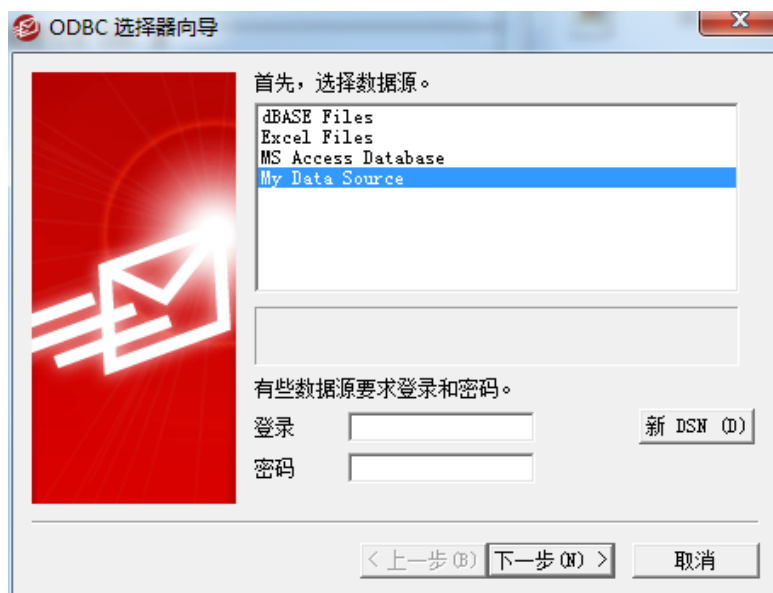 ODBC 选择器向导
首先，选择数据源。
dBASE Files
Excel Files
MS Access Database
My Data Source
有些数据源要求登录和密码。
登录
新 DSN (D)
密码
< 上一步(B)
下一步(N) >
取消